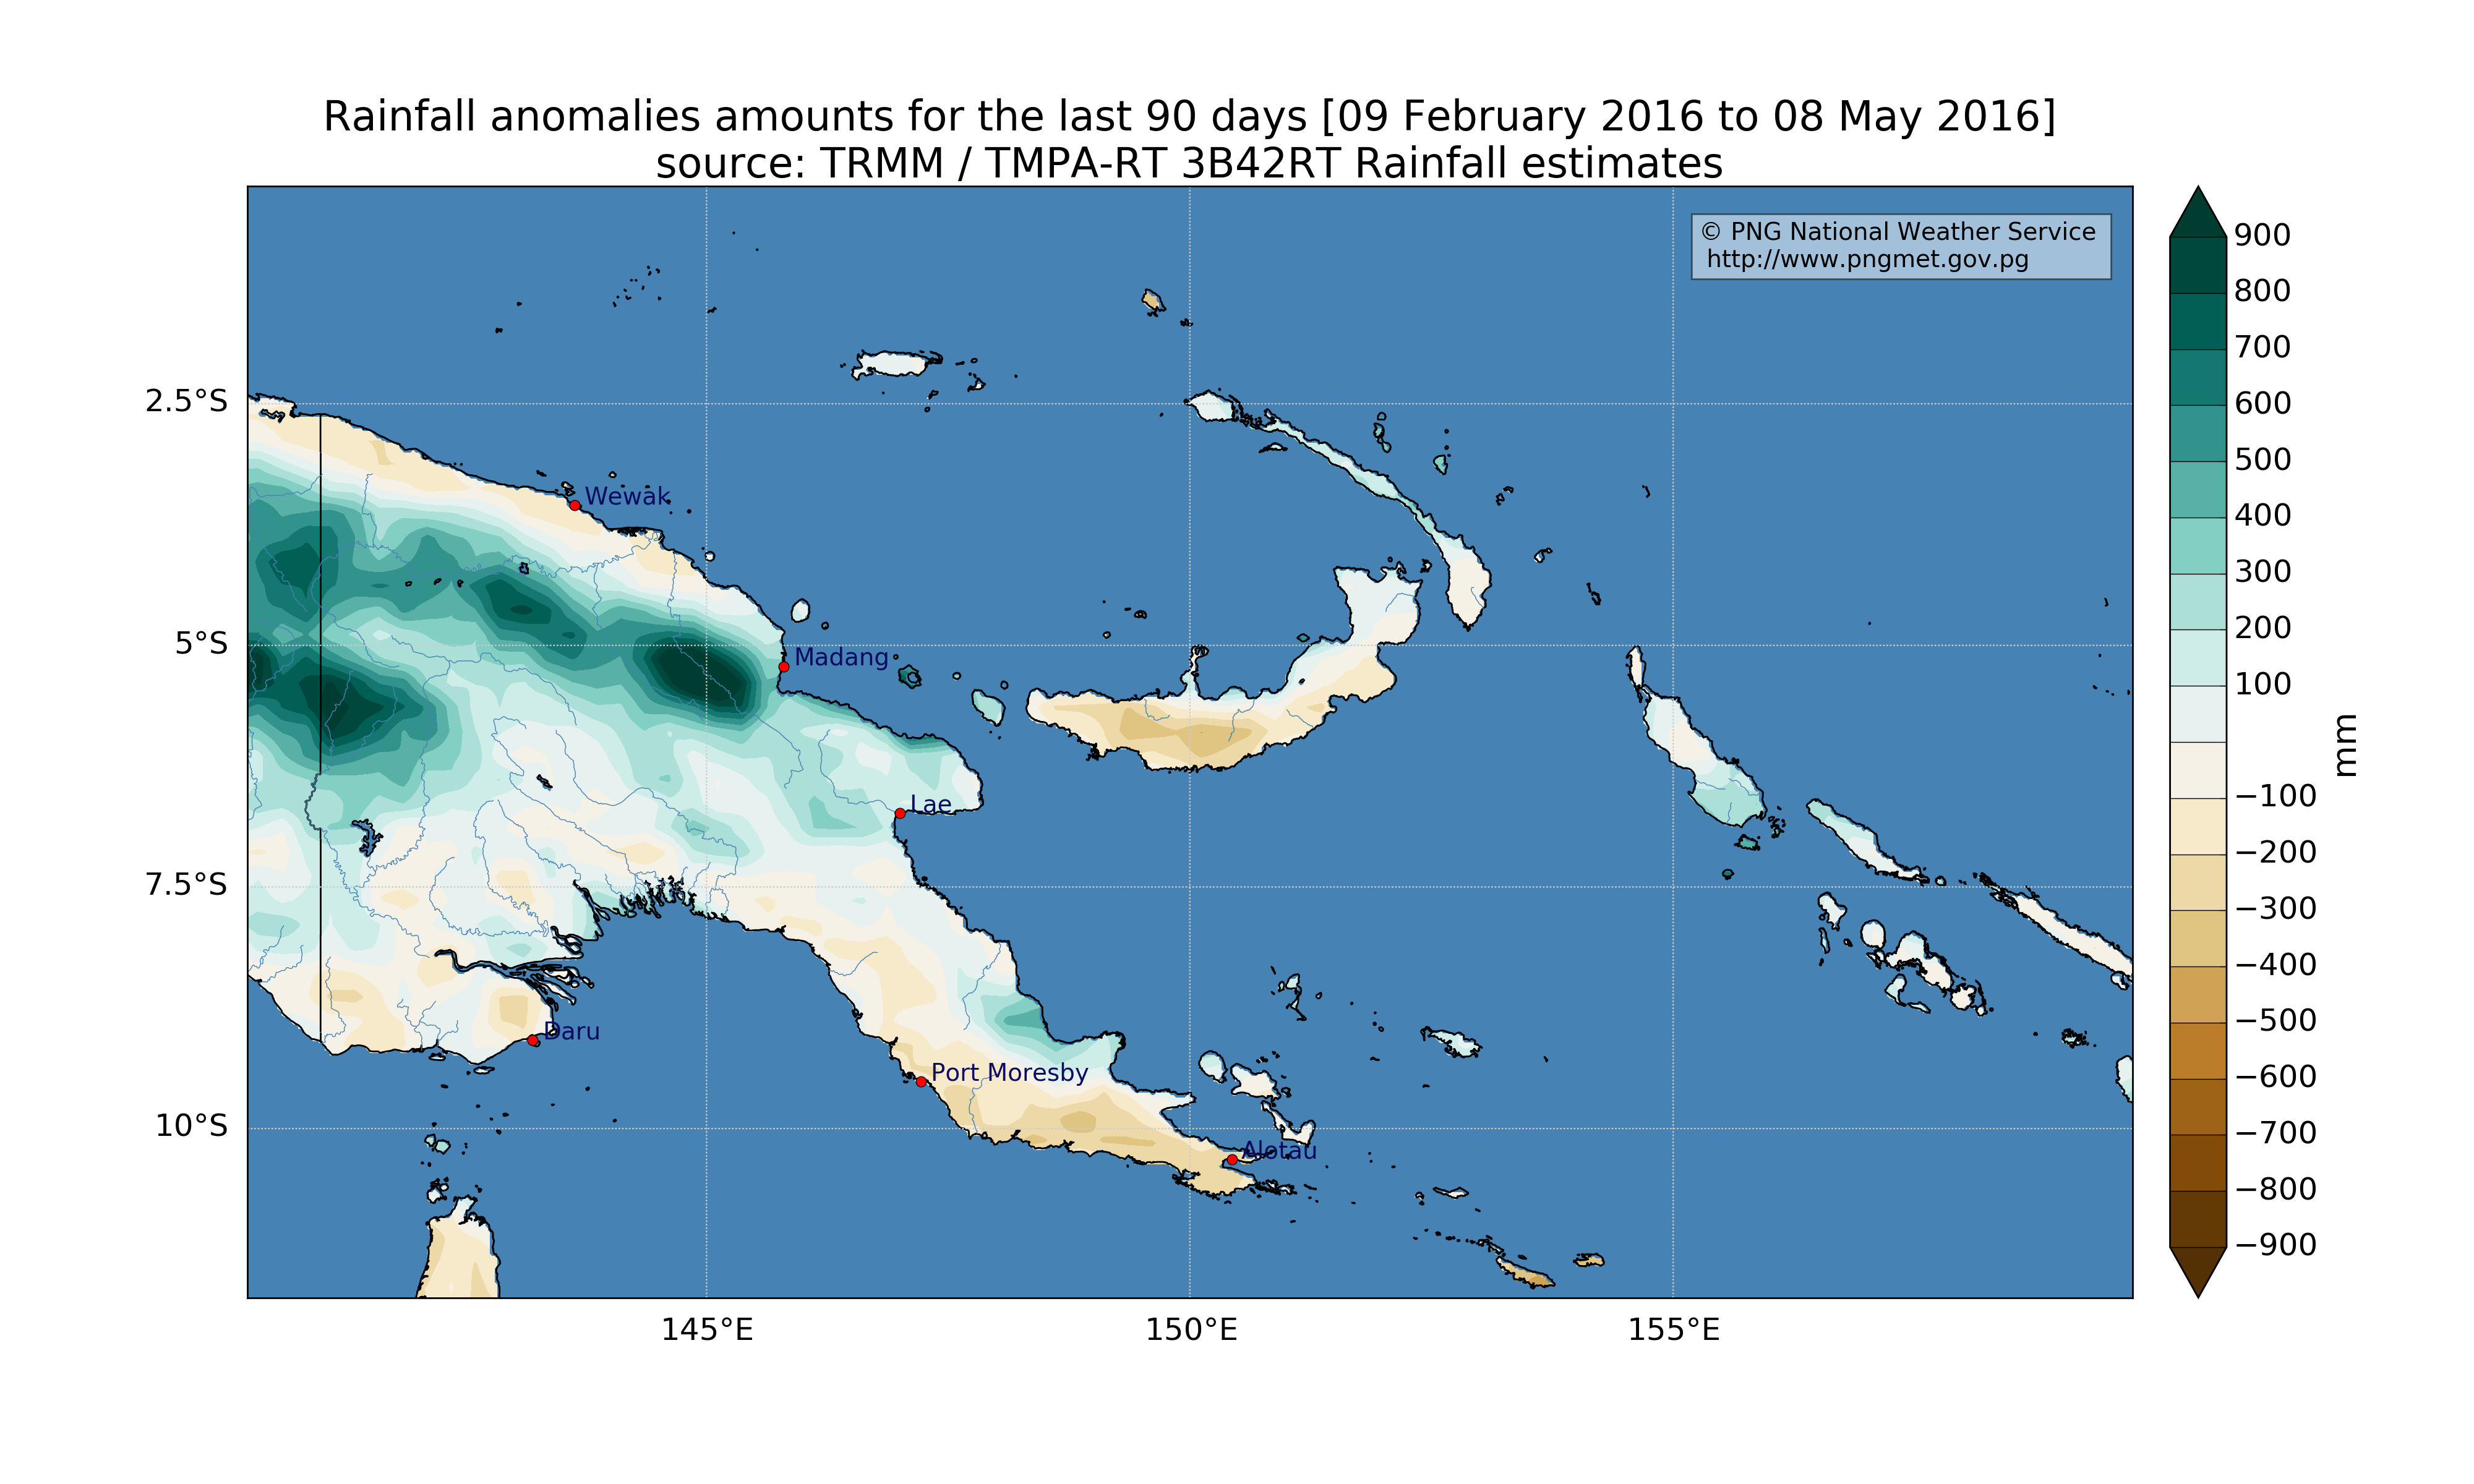 Rainfall anomalies amounts for the last 90 days [09 February 2016 to 08 May 2016]
source: TRMM / TMPA-RT 3B42RT Rainfall estimates
© PNG National Weather Service
http://www.pngmet.gov.pg
2.5°S
5°S
7.5°S
10°S
Wewak
Madang
Lae
Daru
Port Moresby
Alotau
145°E
150°E
155°E
900
800
700
600
500
400
300
200
100
−100
−200
−300
−400
−500
−600
−700
−800
−900
mm